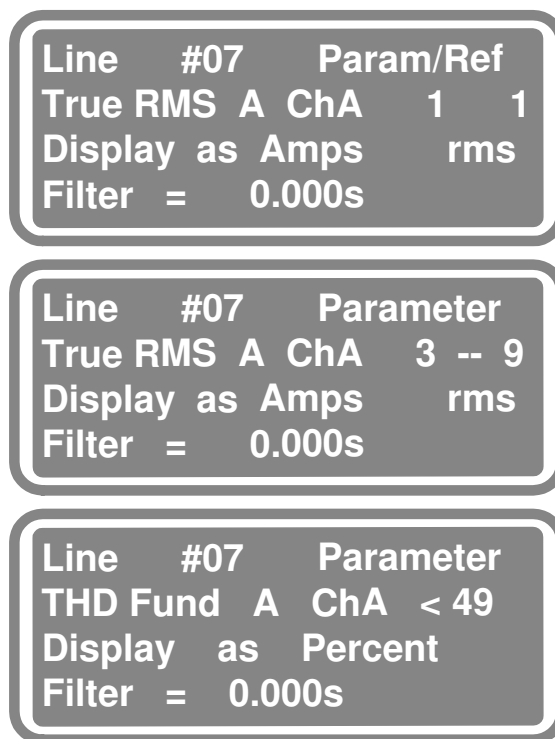 Line #07 Param/Ref
True RMS A ChA 1 1
Display as Amps rms
Filter = 0.000s
Line #07 Parameter
True RMS A ChA 3 -- 9
Display as Amps rms
Filter = 0.000s
Line #07 Parameter
THD Fund A ChA < 49
Display as Percent
Filter = 0.000s